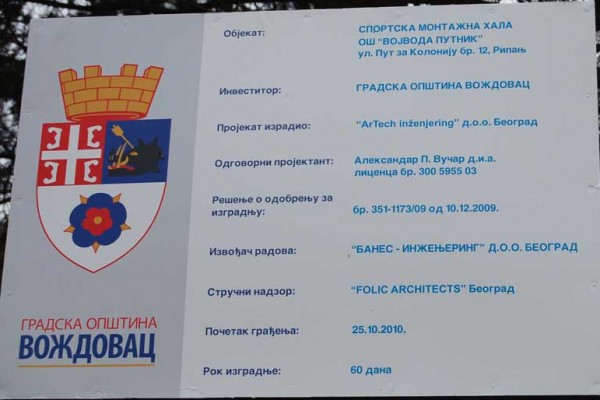 Објекат: СПОРТСКА МОНТАЖНА ХАЛА
ОШ "ВОЈВОДА ПУТНИК"
ул. Пут за Колонију бр. 12, Рипањ
Инвеститор: ГРАДСКА ОПШТИНА ВОЖДОВАЦ
Пројекат израдио: "ArTech inženjering" д.о.о. Београд
Одговорни пројектант: Александар П. Вучар д.и.а.
лиценца бр. 300 5955 03
Решење о одобрењу за
изградњу: бр. 351-1173/09 од 10.12.2009.
Извођач радова: "БАНЕС - ИНЖЕЊЕРИНГ" Д.О.О. БЕОГРАД
Стручни надзор: "FOLIC ARCHITECTS" Београд
Почетак грађења: 25.10.2010.
Рок изградње: 60 дана
ГРАДСКА ОПШТИНА
ВОЖДОВАЦ